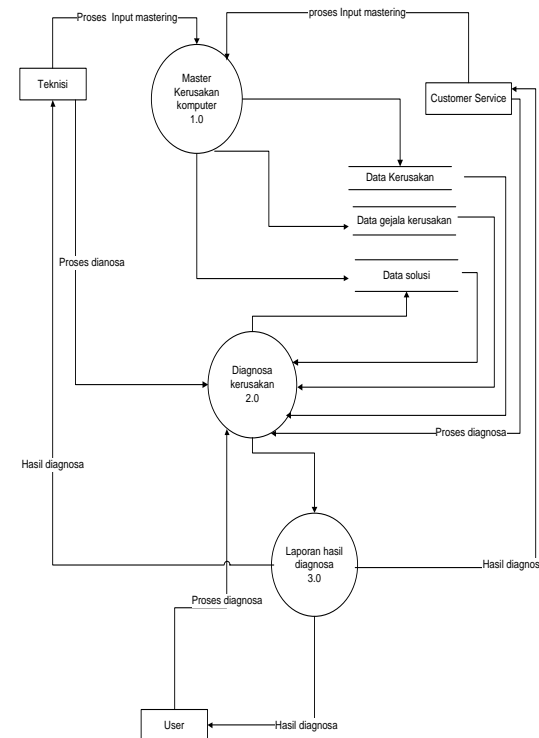 Proses Input mastering
proses Input mastering
Teknisi
Master
Kerusakan
komputer
1.0
Customer Service
Data Kerusakan
Data gejala kerusakan
Proses dianosa
Data solusi
Diagnosa
kerusakan
2.0
Proses diagnosa
Hasil diagnosa
Laporan hasil
diagnosa
3.0
Hasil diagnos
Proses diagnosa
User
Hasil diagnosa